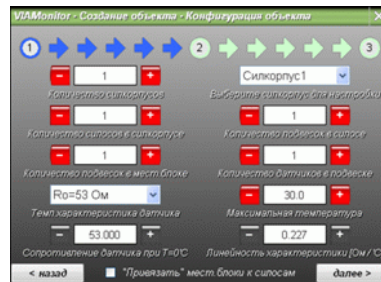 VIAMonitor - Создание объекта - Конфигурация объекта
1 2 3
- 1 +
Количество силкорпусов
Силкорпус1
Выберите силкорпус для настройки
- 1 +
Количество силосов в силкорпусе
- 1 +
Количество подвесок в силосе
- 1 +
Количество подвесок в мест блоке
- 1 +
Количество датчиков в подвеске
Ro=53 Ом
Темп.характеристика датчика
- 30.0 +
Максимальная температура
- 53.000 +
Сопротивление датчика при T=0°C
- 0.227 +
Линейность характеристики [Ом / °C
< назад
"Привязать" мест.блоки к силосам
далее >